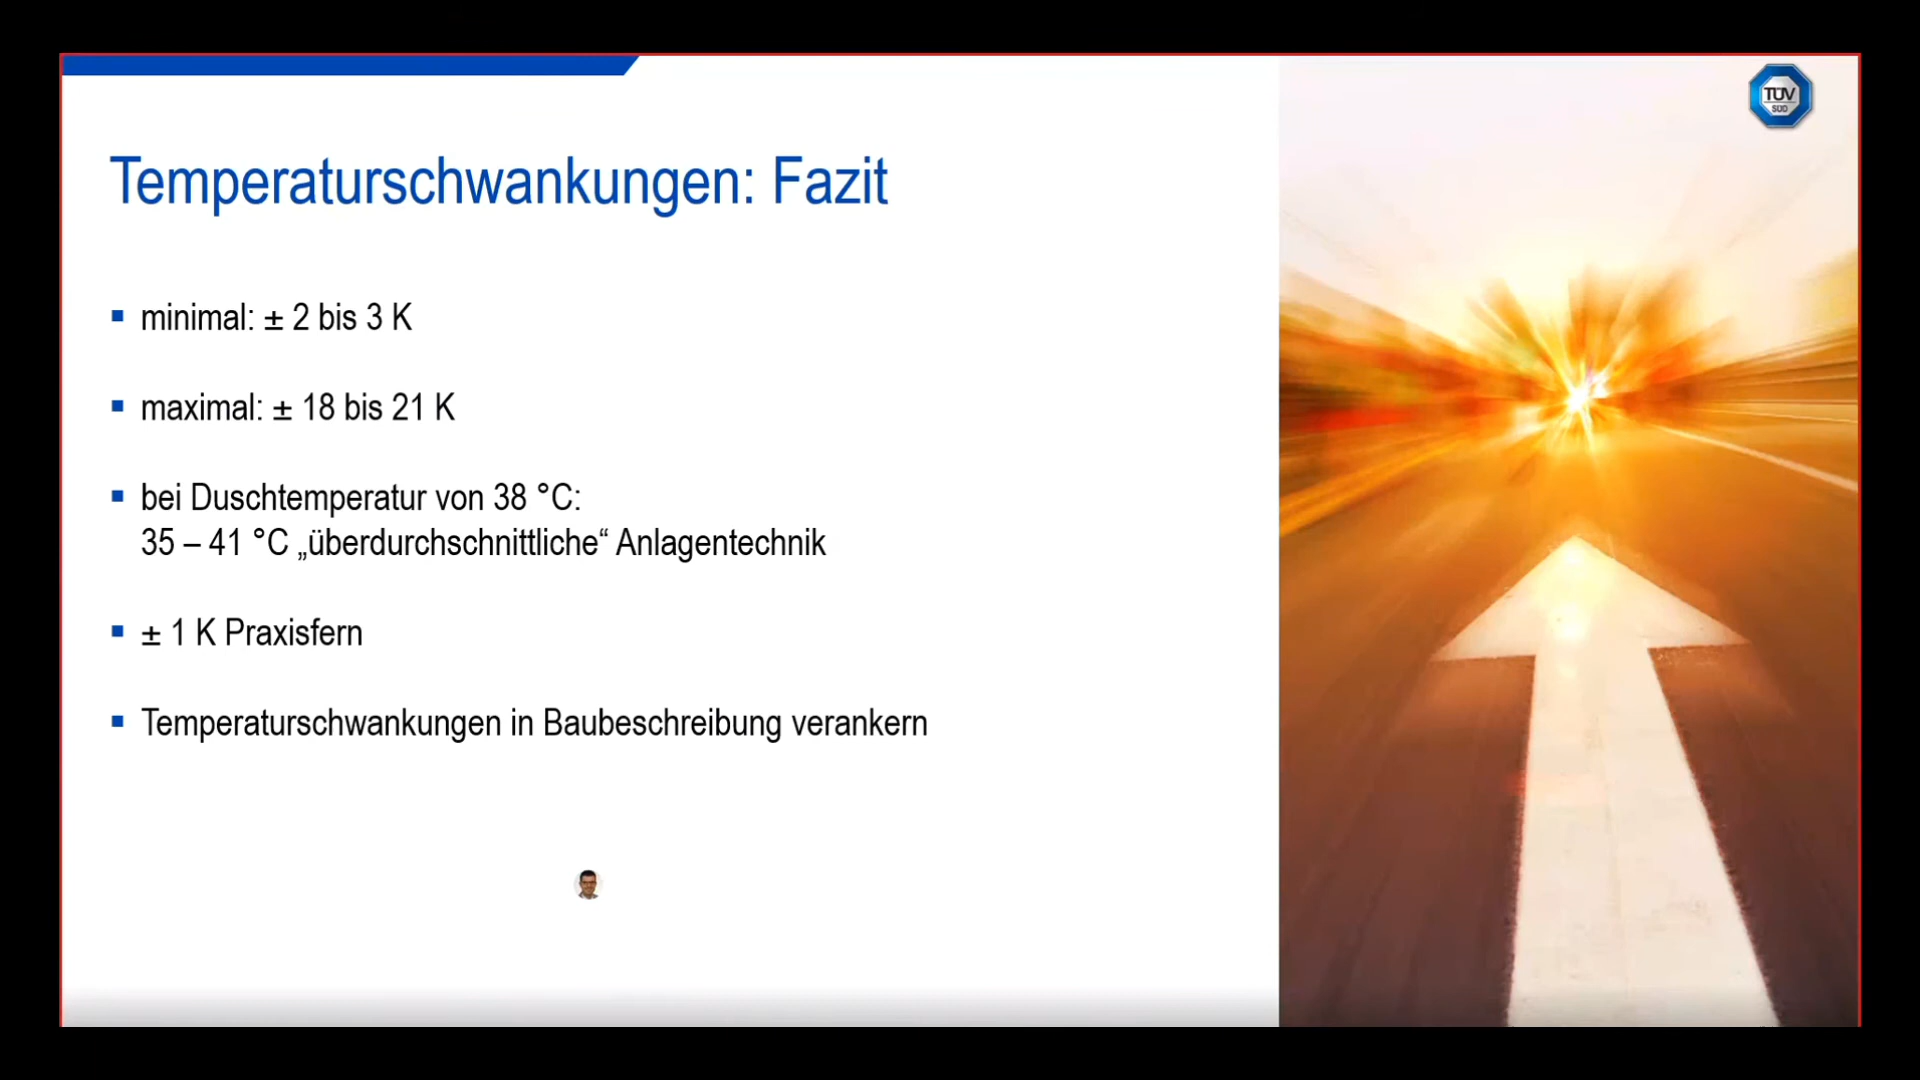 TÜV
SÜD
Temperaturschwankungen: Fazit
▪ minimal: ± 2 bis 3 K
▪ maximal: ± 18 bis 21 K
▪ bei Duschtemperatur von 38 °C:
35 – 41 °C „überdurchschnittliche“ Anlagentechnik
▪ ± 1 K Praxisfern
▪ Temperaturschwankungen in Baubeschreibung verankern